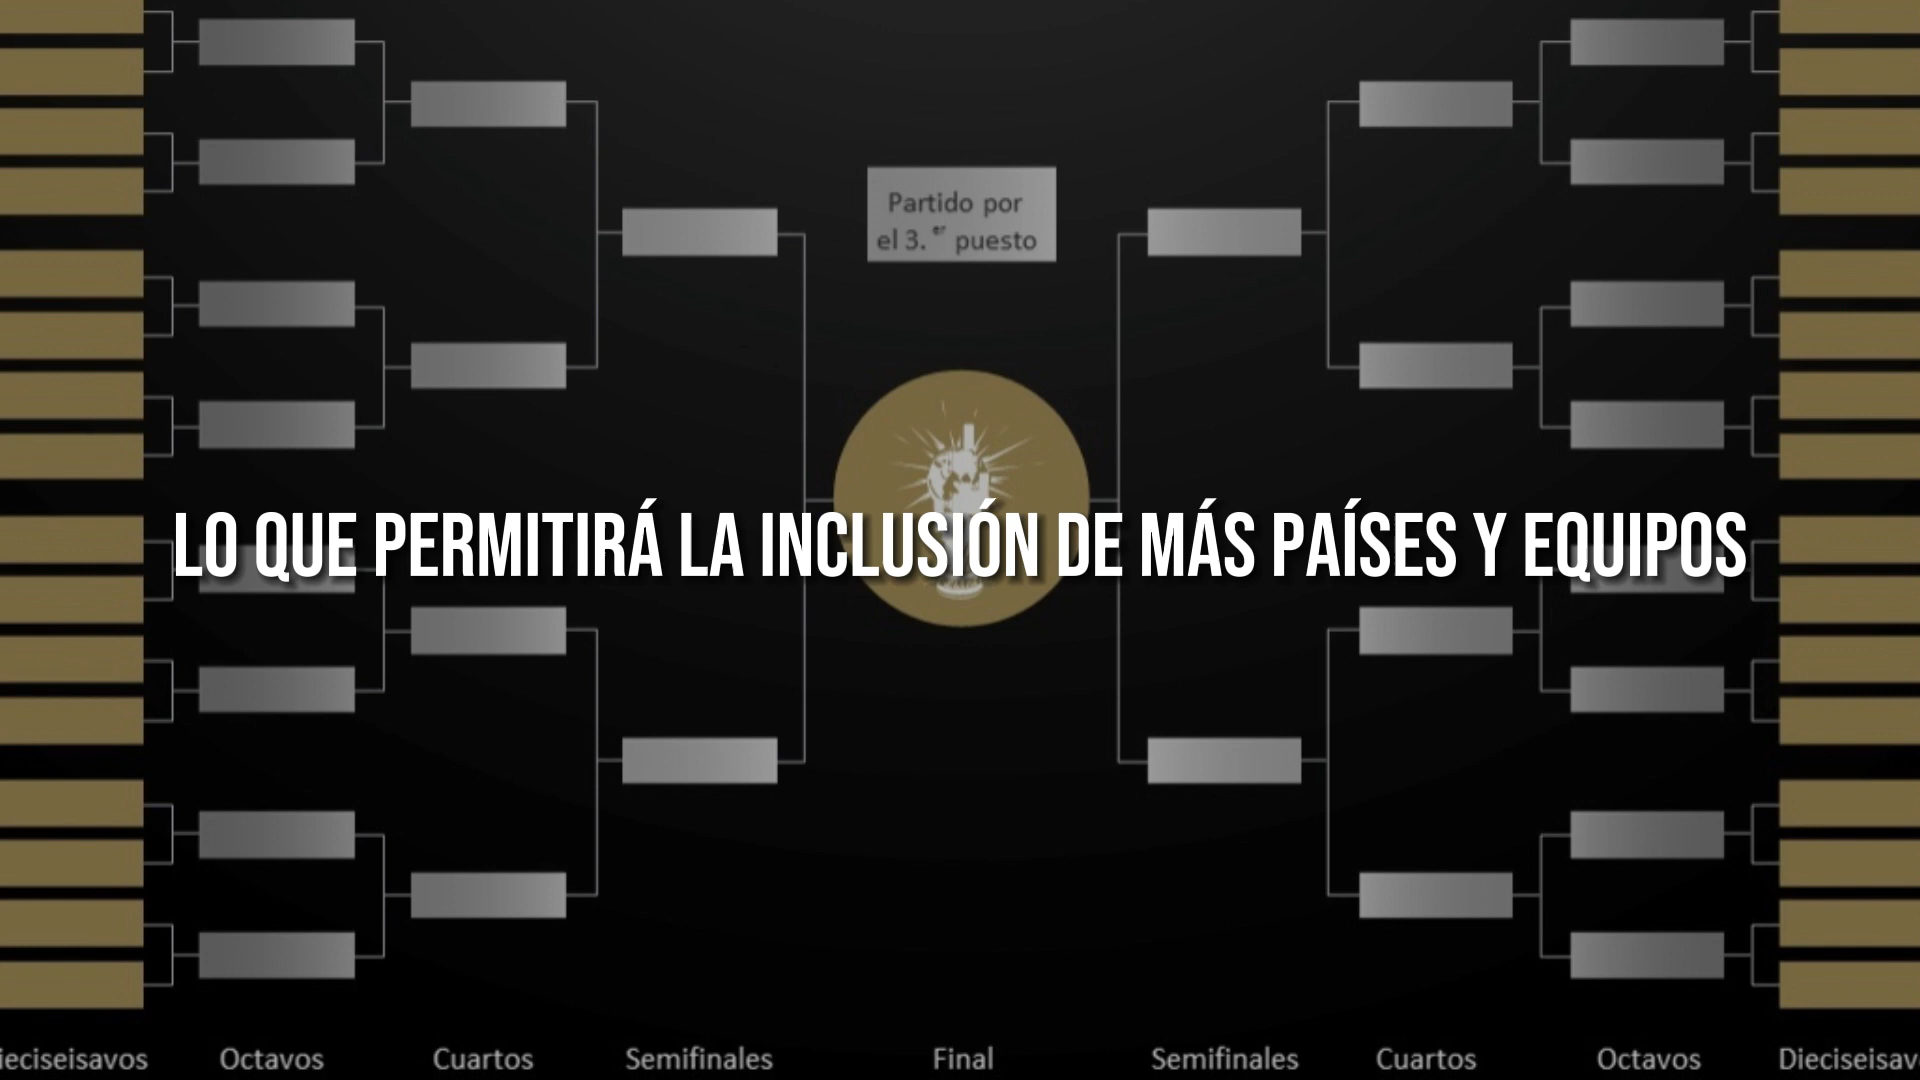 Partido por
el 3.er puesto
LO QUE PERMITIRÁ LA INCLUSIÓN DE MÁS PAÍSES Y EQUIPOS
ieciseisavos Octavos Cuartos Semifinales Final Semifinales Cuartos Octavos Dieciseisav